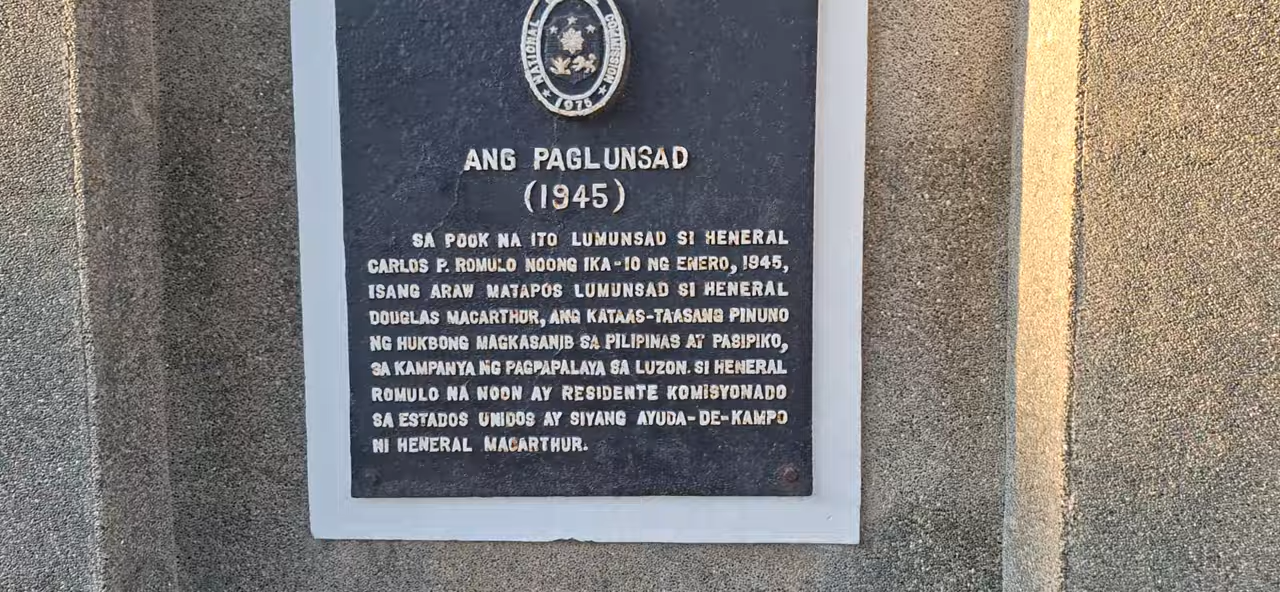 NATIONAL
COMMISSION
★ 1975 ★
ANG PAGLUNSAD
(1945)
SA POOK NA ITO LUMUNSAD SI HENERAL
CARLOS P. ROMULO NOONG IKA-10 NG ENERO, 1945,
ISANG ARAW MATAPOS LUMUNSAD SI HENERAL
DOUGLAS MACARTHUR, ANG KATAAS-TAASANG PINUNO
NG HUKBONG MAGKASANIB SA PILIPINAS AT PASIPIKO,
SA KAMPANYA NG PAGPAPALAYA SA LUZON. SI HENERAL
ROMULO NA NOON AY RESIDENTE KOMISYONADO
SA ESTADOS UNIDOS AY SIYANG AYUDA-DE-KAMPO
NI HENERAL MACARTHUR.